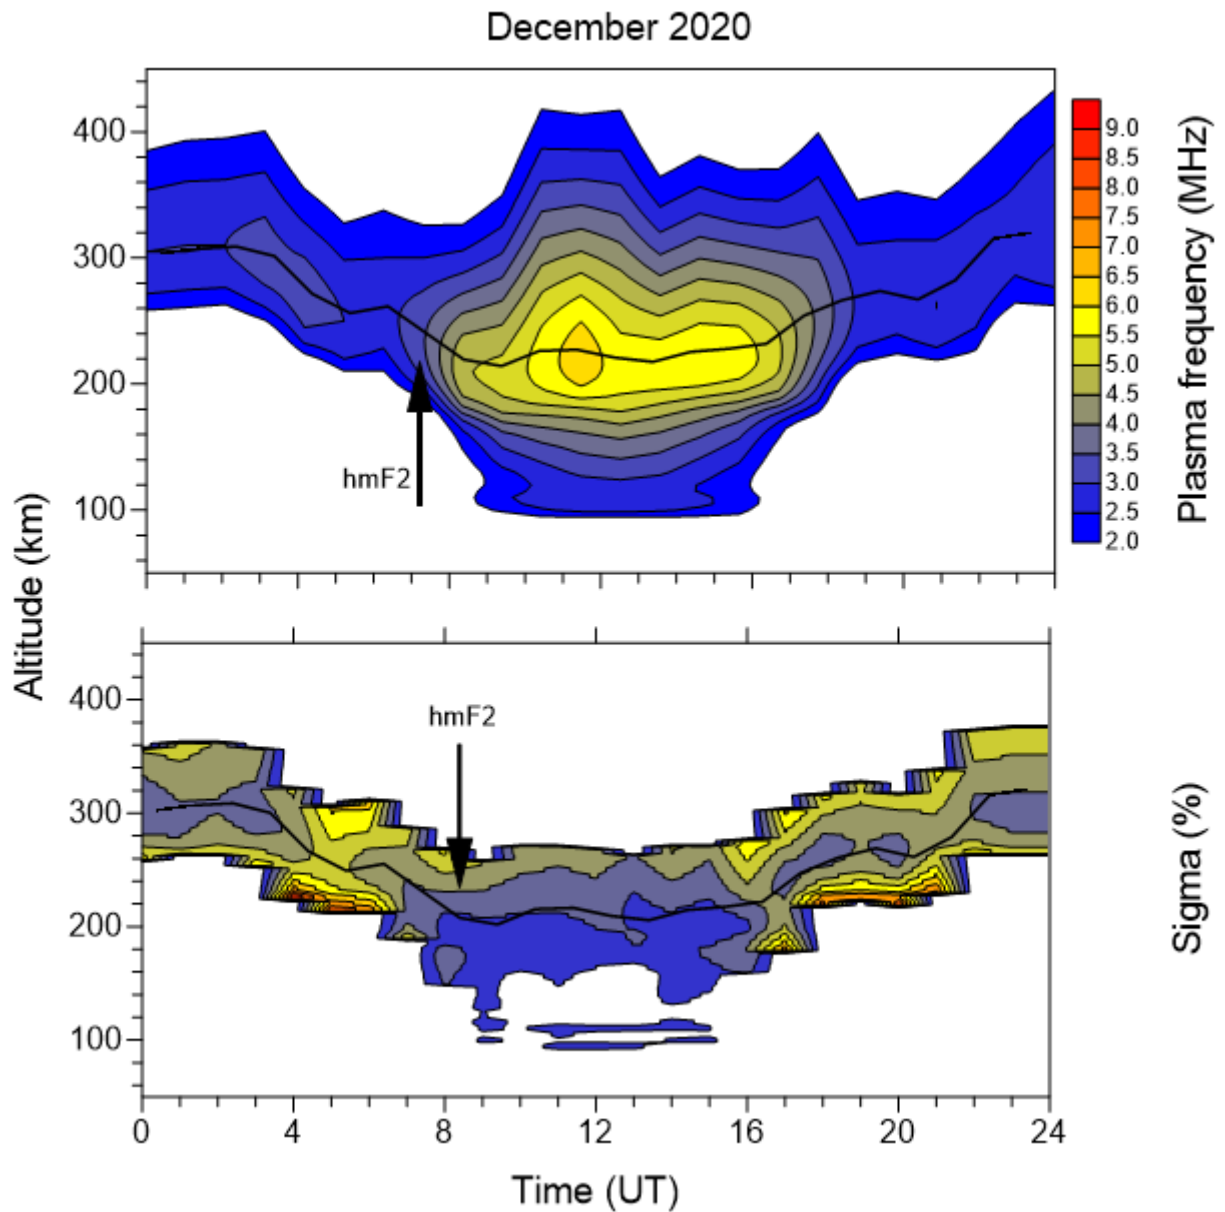 December 2020
400
300
200
100
hmF2
9.0
8.5
8.0
7.5
7.0
6.5
6.0
5.5
5.0
4.5
4.0
3.5
3.0
2.5
2.0
Plasma frequency (MHz)
Altitude (km)
400
300
200
100
hmF2
Sigma (%)
0 4 8 12 16 20 24
Time (UT)